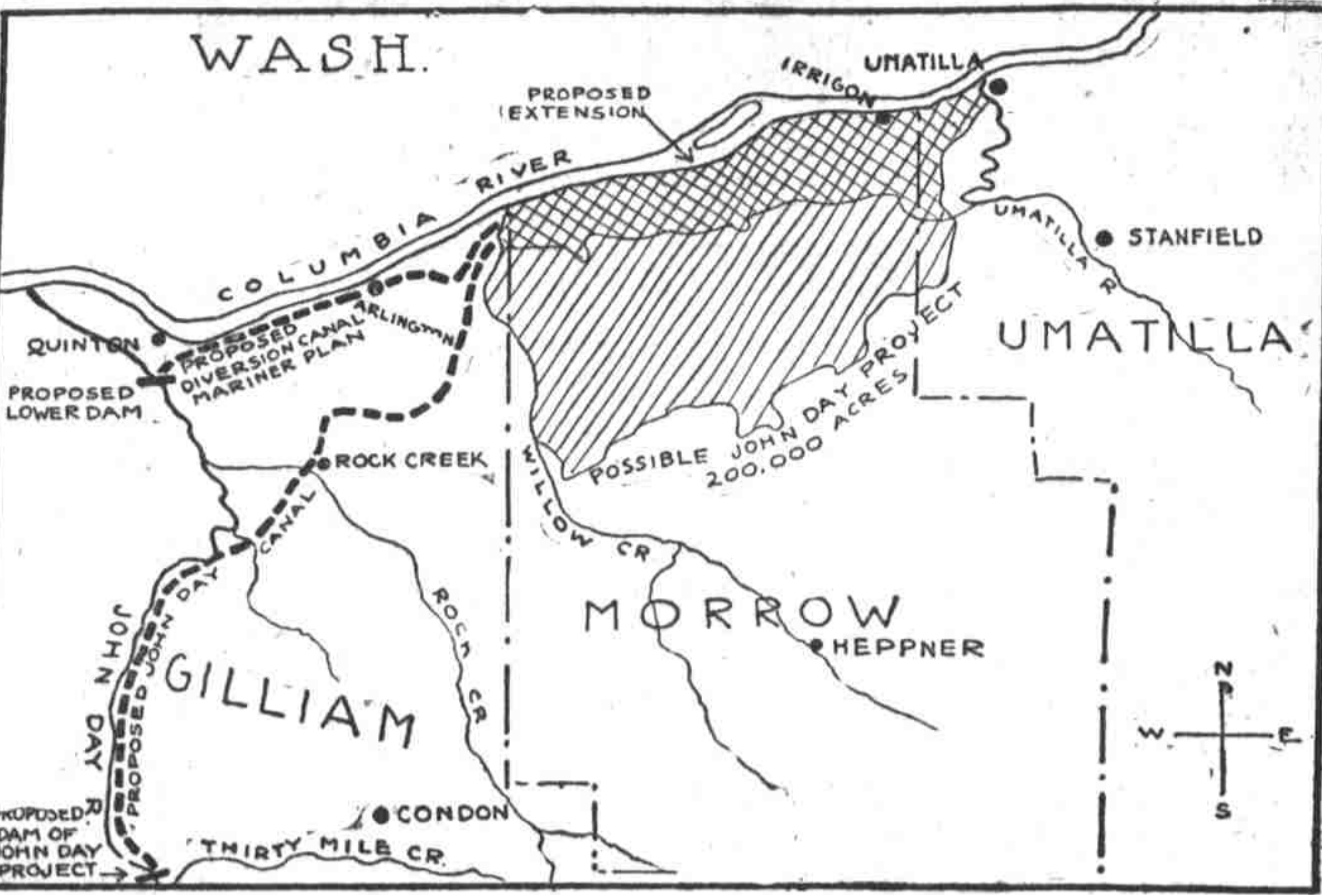 WASH.
UMATILLA
IRRIGON
PROPOSED
EXTENSION
COLUMBIA RIVER
UMATILLA R
STANFIELD
UMATILLA
QUINTON
ARLINGTON
PROPOSED
DIVERSION CANAL
MARINER PLAN
PROPOSED
LOWER DAM
POSSIBLE JOHN DAY PROJECT
200,000 ACRES
ROCK CREEK
WILLOW CR
PROPOSED JOHN DAY CANAL
JOHN DAY R.
ROCK CR
GILLIAM
MORROW
HEPPNER
N
W E
S
CONDON
THIRTY MILE CR.
ROPOSED
DAM OF
OHN DAY
PROJECT